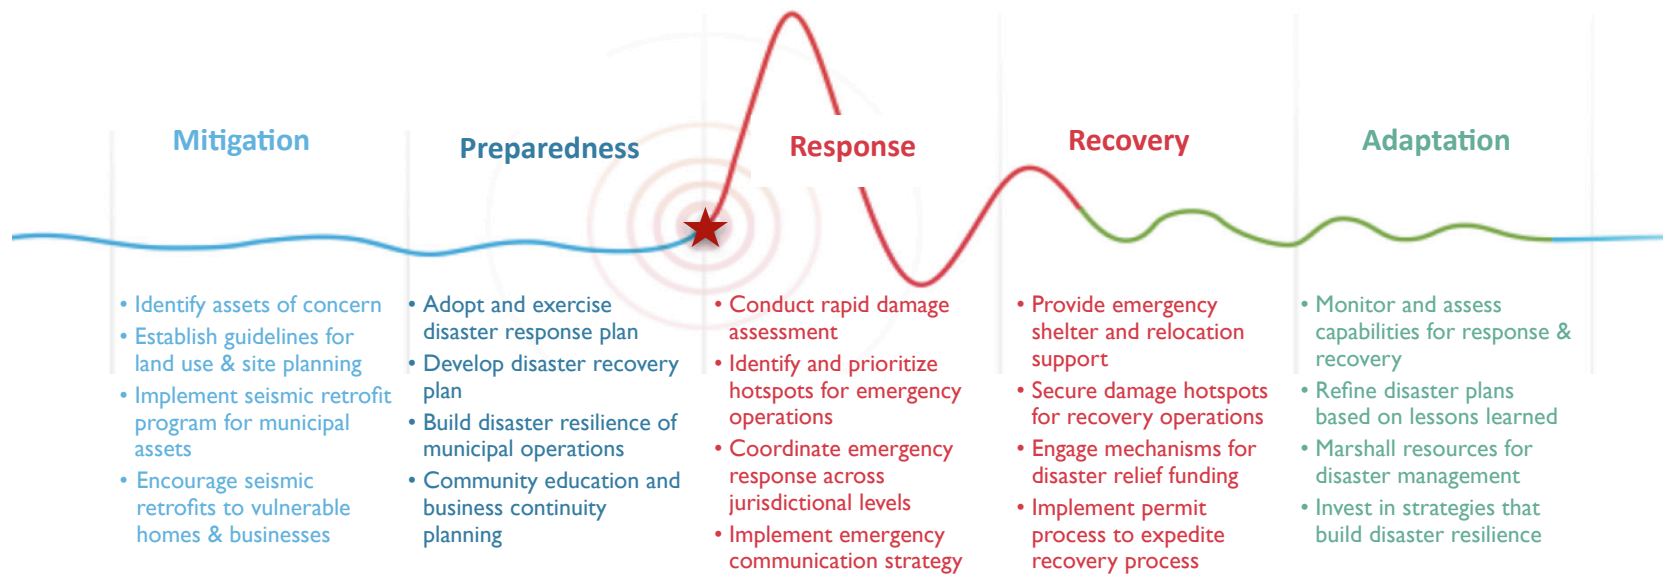 Mitigation
• Identify assets of concern
• Establish guidelines for
land use & site planning
• Implement seismic retrofit
program for municipal
assets
• Encourage seismic
retrofits to vulnerable
homes & businesses
Preparedness
• Adopt and exercise
disaster response plan
• Develop disaster recovery
plan
• Build disaster resilience of
municipal operations
• Community education and
business continuity
planning
Response
• Conduct rapid damage
assessment
• Identify and prioritize
hotspots for emergency
operations
• Coordinate emergency
response across
jurisdictional levels
• Implement emergency
communication strategy
Recovery
• Provide emergency
shelter and relocation
support
• Secure damage hotspots
for recovery operations
• Engage mechanisms for
disaster relief funding
• Implement permit
process to expedite
recovery process
Adaptation
• Monitor and assess
capabilities for response &
recovery
• Refine disaster plans
based on lessons learned
• Marshall resources for
disaster management
• Invest in strategies that
build disaster resilience